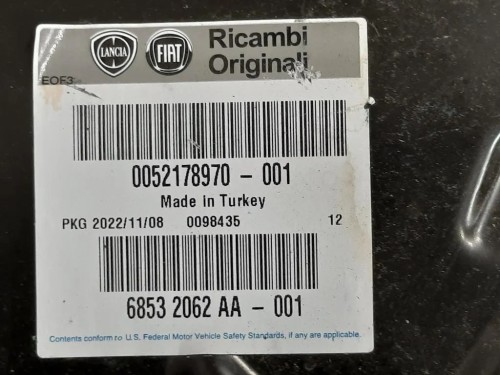 LANCIA FIAT Ricambi
Originali
EOF3
0052178970 - 001
Made in Turkey
PKG 2022/11/08 0098435 12
6853 2062 AA - 001
Contents conform to U.S. Federal Motor Vehicle Safety Standards, if any are applicable.